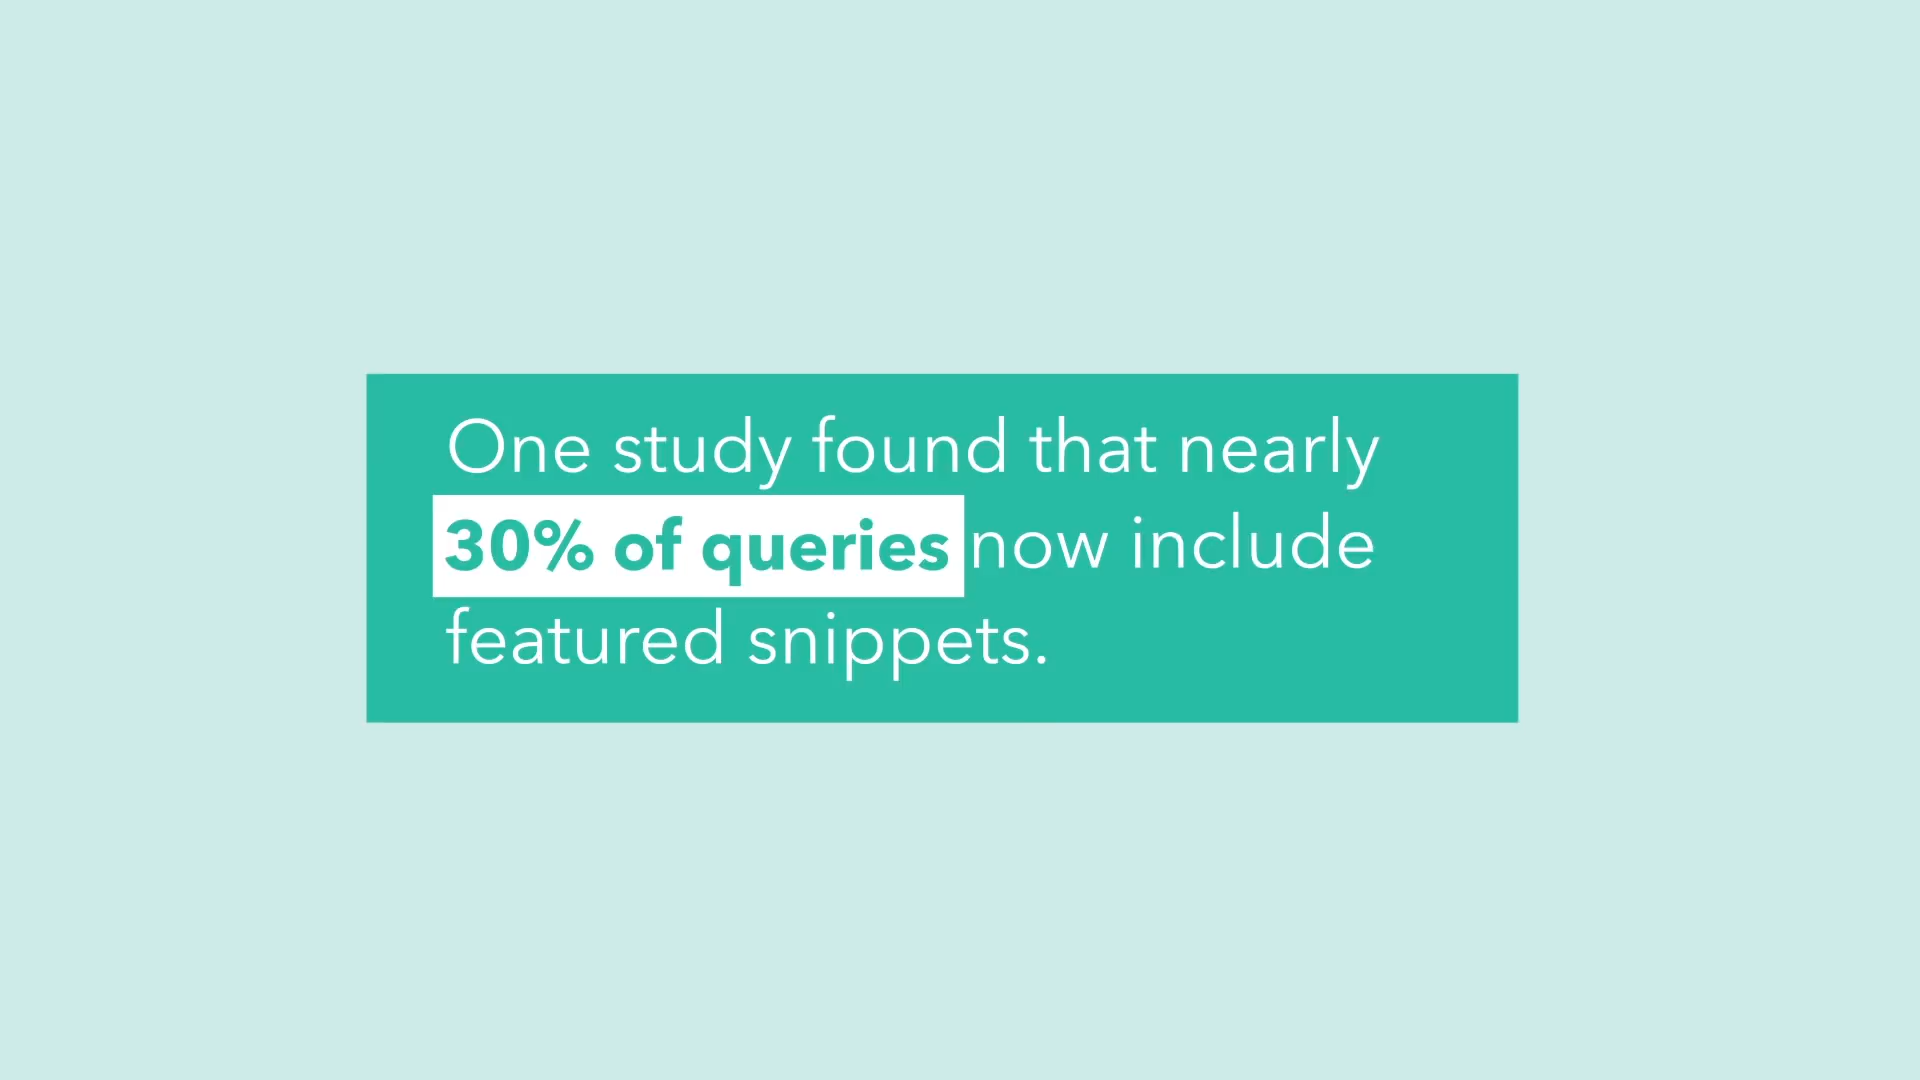 One study found that nearly
30% of queries now include
featured snippets.